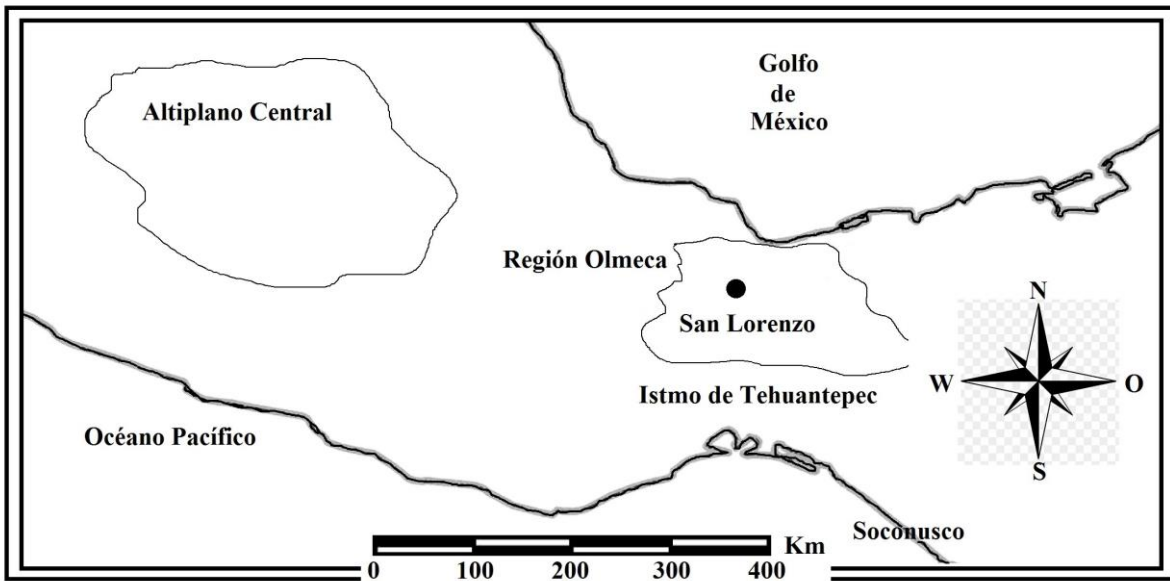 Golfo
de
México
Altiplano Central
Región Olmeca
San Lorenzo
Istmo de Tehuantepec
Océano Pacífico
Soconusco
N
W O
S
Km
0 100 200 300 400